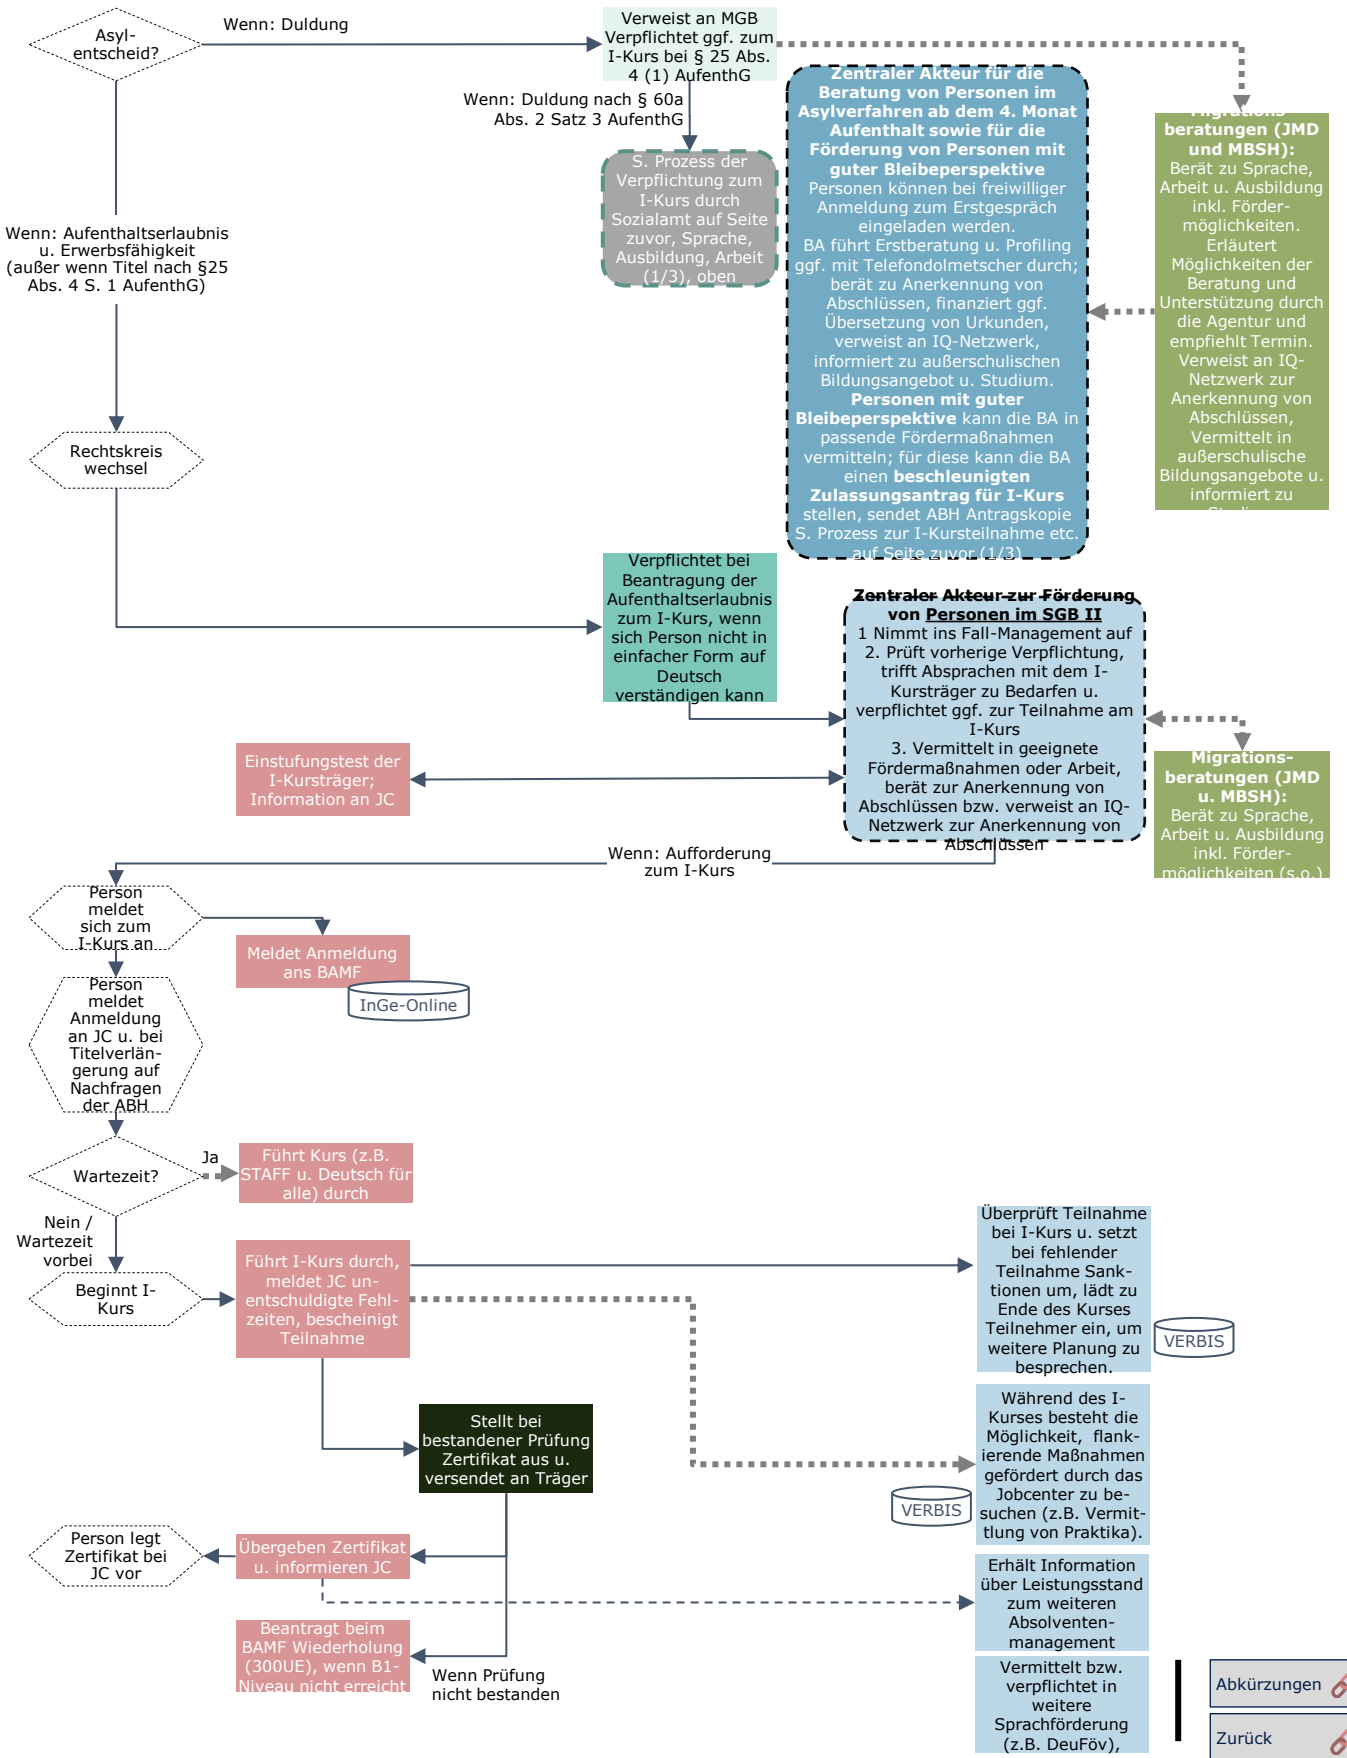 Asyl-
entscheid?
Wenn: Duldung
Verweist an MGB
Verpflichtet ggf. zum
I-Kurs bei § 25 Abs.
4 (1) AufenthG
Wenn: Duldung nach § 60a
Abs. 2 Satz 3 AufenthG
S. Prozess der
Verpflichtung zum
I-Kurs durch
Sozialamt auf Seite
zuvor, Sprache,
Ausbildung, Arbeit
(1/3), oben
Zentraler Akteur für die
Beratung von Personen im
Asylverfahren ab dem 4. Monat
Aufenthalt sowie für die
Förderung von Personen mit
guter Bleibeperspektive
Personen können bei freiwilliger
Anmeldung zum Erstgespräch
eingeladen werden.
BA führt Erstberatung u. Profiling
ggf. mit Telefondolmetscher durch;
berät zu Anerkennung von
Abschlüssen, finanziert ggf.
Übersetzung von Urkunden,
verweist an IQ-Netzwerk,
informiert zu außerschulischen
Bildungsangebot u. Studium.
Personen mit guter
Bleibeperspektive kann die BA in
passende Fördermaßnahmen
vermitteln; für diese kann die BA
einen beschleunigten
Zulassungsantrag für I-Kurs
stellen, sendet ABH Antragskopie
S. Prozess zur I-Kursteilnahme etc.
auf Seite zuvor (1/3)
Migrations-
beratungen (JMD
und MBSH):
Berät zu Sprache,
Arbeit u. Ausbildung
inkl. Förder-
möglichkeiten.
Erläutert
Möglichkeiten der
Beratung und
Unterstützung durch
die Agentur und
empfiehlt Termin.
Verweist an IQ-
Netzwerk zur
Anerkennung von
Abschlüssen,
Vermittelt in
außerschulische
Bildungsangebote u.
informiert zu
Wenn: Aufenthaltserlaubnis
u. Erwerbsfähigkeit
(außer wenn Titel nach §25
Abs. 4 S. 1 AufenthG)
Rechtskreis
wechsel
Verpflichtet bei
Beantragung der
Aufenthaltserlaubnis
zum I-Kurs, wenn
sich Person nicht in
einfacher Form auf
Deutsch
verständigen kann
Zentraler Akteur zur Förderung
von Personen im SGB II
1 Nimmt ins Fall-Management auf
2. Prüft vorherige Verpflichtung,
trifft Absprachen mit dem I-
Kursträger zu Bedarfen u.
verpflichtet ggf. zur Teilnahme am
I-Kurs
3. Vermittelt in geeignete
Fördermaßnahmen oder Arbeit,
berät zur Anerkennung von
Abschlüssen bzw. verweist an IQ-
Netzwerk zur Anerkennung von
Abschlüssen
Migrations-
beratungen (JMD
u. MBSH):
Berät zu Sprache,
Arbeit u. Ausbildung
inkl. Förder-
möglichkeiten (s.o.)
Einstufungstest der
I-Kursträger;
Information an JC
Wenn: Aufforderung
zum I-Kurs
Person
meldet
sich zum
I-Kurs an
Meldet Anmeldung
ans BAMF
InGe-Online
Person
meldet
Anmeldung
an JC u. bei
Titelverlän-
gerung auf
Nachfragen
der ABH
Wartezeit?
Ja
Führt Kurs (z.B.
STAFF u. Deutsch für
alle) durch
Nein /
Wartezeit
vorbei
Beginnt I-
Kurs
Führt I-Kurs durch,
meldet JC un-
entschuldigte Fehl-
zeiten, bescheinigt
Teilnahme
Überprüft Teilnahme
bei I-Kurs u. setzt
bei fehlender
Teilnahme Sank-
tionen um, lädt zu
Ende des Kurses
Teilnehmer ein, um
weitere Planung zu
besprechen.
VERBIS
Während des I-
Kurses besteht die
Möglichkeit, flank-
ierende Maßnahmen
gefördert durch das
Jobcenter zu be-
suchen (z.B. Vermit-
tlung von Praktika).
VERBIS
Stellt bei
bestandener Prüfung
Zertifikat aus u.
versendet an Träger
Person legt
Zertifikat bei
JC vor
Übergeben Zertifikat
u. informieren JC
Erhält Information
über Leistungsstand
zum weiteren
Absolventen-
management
Beantragt beim
BAMF Wiederholung
(300UE), wenn B1-
Niveau nicht erreicht
Wenn Prüfung
nicht bestanden
Vermittelt bzw.
verpflichtet in
weitere
Sprachförderung
(z.B. DeuFöv),
Abkürzungen
Zurück